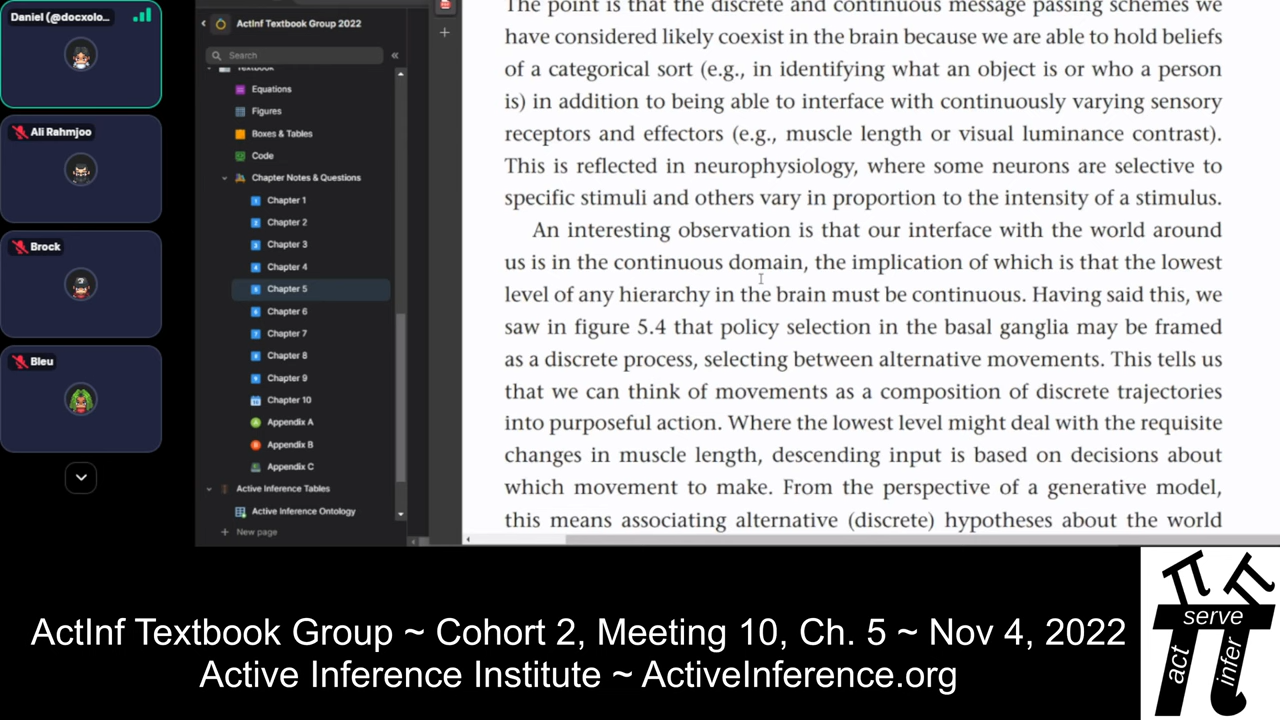 Daniel (@docxolo...
Ali Rahmjoo
Brock
Bleu
ActInf Textbook Group 2022
Search
Textbook
Equations
Figures
Boxes & Tables
Code
Chapter Notes & Questions
Chapter 1
Chapter 2
Chapter 3
Chapter 4
Chapter 5
Chapter 6
Chapter 7
Chapter 8
Chapter 9
Chapter 10
Appendix A
Appendix B
Appendix C
Active Inference Tables
Active Inference Ontology
New page
The point is that the discrete and continuous message passing schemes we
have considered likely coexist in the brain because we are able to hold beliefs
of a categorical sort (e.g., in identifying what an object is or who a person
is) in addition to being able to interface with continuously varying sensory
receptors and effectors (e.g., muscle length or visual luminance contrast).
This is reflected in neurophysiology, where some neurons are selective to
specific stimuli and others vary in proportion to the intensity of a stimulus.
An interesting observation is that our interface with the world around
us is in the continuous domain, the implication of which is that the lowest
level of any hierarchy in the brain must be continuous. Having said this, we
saw in figure 5.4 that policy selection in the basal ganglia may be framed
as a discrete process, selecting between alternative movements. This tells us
that we can think of movements as a composition of discrete trajectories
into purposeful action. Where the lowest level might deal with the requisite
changes in muscle length, descending input is based on decisions about
which movement to make. From the perspective of a generative model,
this means associating alternative (discrete) hypotheses about the world
ActInf Textbook Group ~ Cohort 2, Meeting 10, Ch. 5 ~ Nov 4, 2022
Active Inference Institute ~ ActiveInference.org
π π
serve
act
infer